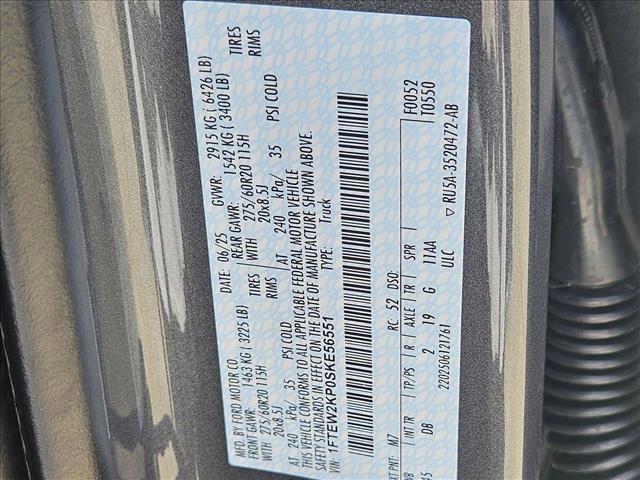 MFD. BY FORD MOTOR CO.
DATE: 06/25 GVWR: 2915 KG ( 6426 LB)
1463 KG ( 3225 LB) REAR GAWR: 1542 KG ( 3400 LB)
WITH 275/60R20 115H TIRES WITH 275/60R20 115H TIRES
20x8.5J RIMS 20x8.5J RIMS
AT 240 kPa/ 35 PSI COLD AT 240 kPa/ 35 PSI COLD
THIS VEHICLE CONFORMS TO ALL APPLICABLE FEDERAL MOTOR VEHICLE
SAFETY STANDARDS IN EFFECT ON THE DATE OF MANUFACTURE SHOWN ABOVE.
VIN: 1FTEW2KP0SKE56551
TYPE: Truck
F0052
T0550
EXT PNT: M7 RC: 52 DSO:
WB INT TR TP/PS R AXLE TR SPR
45 DB 2 19 G 11AA
2202506121761 UIC
RU5A-3520472-AB